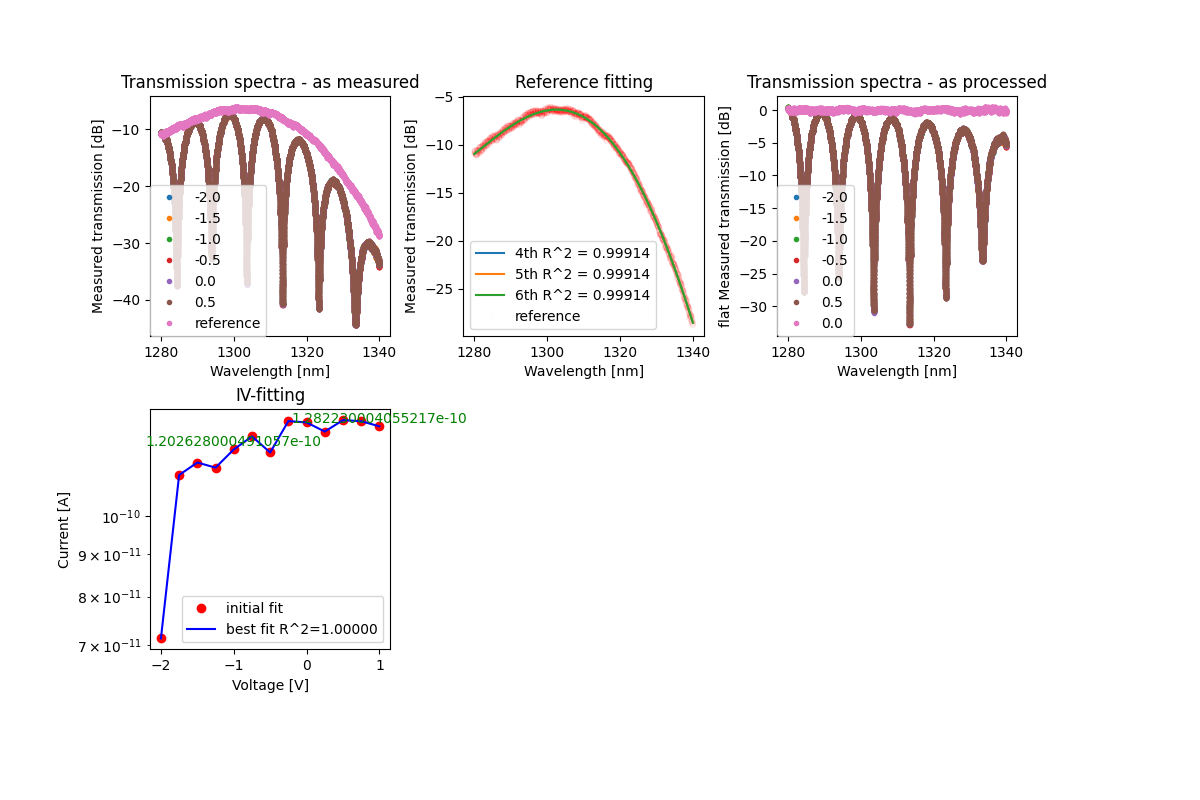 Transmission spectra - as measured
Measured transmission [dB]
−10
−20
−30
−40
-2.0
-1.5
-1.0
-0.5
0.0
0.5
reference
1280
1300
1320
1340
Wavelength [nm]
Reference fitting
Measured transmission [dB]
−5
−10
−15
−20
−25
4th R^2 = 0.99914
5th R^2 = 0.99914
6th R^2 = 0.99914
reference
1280
1300
1320
1340
Wavelength [nm]
Transmission spectra - as processed
flat Measured transmission [dB]
0
−5
−10
−15
−20
−25
−30
-2.0
-1.5
-1.0
-0.5
0.0
0.5
0.0
1280
1300
1320
1340
Wavelength [nm]
IV-fitting
Current [A]
10⁻¹⁰
9 × 10⁻¹¹
8 × 10⁻¹¹
7 × 10⁻¹¹
1.282220004055217e-10
1.202628000491057e-10
initial fit
best fit R^2=1.00000
−2
−1
0
1
Voltage [V]